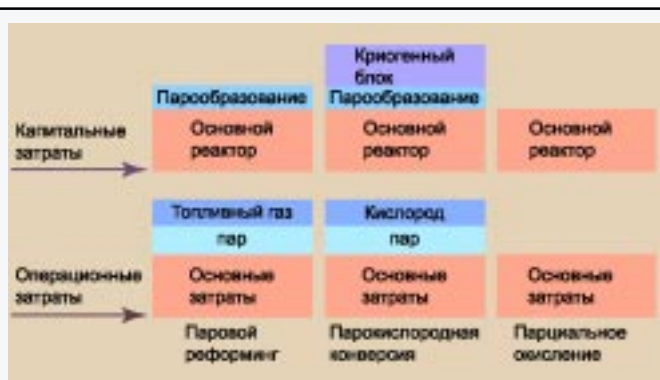 Криогенный
блок
Парообразование Парообразование
Капитальные
затраты
Основной
реактор
Основной
реактор
Основной
реактор
Топливный газ Кислород
пар пар
Операционные
затраты
Основные
затраты
Основные
затраты
Основные
затраты
Паровой
реформинг
Парокислородная
конверсия
Парциальное
окисление